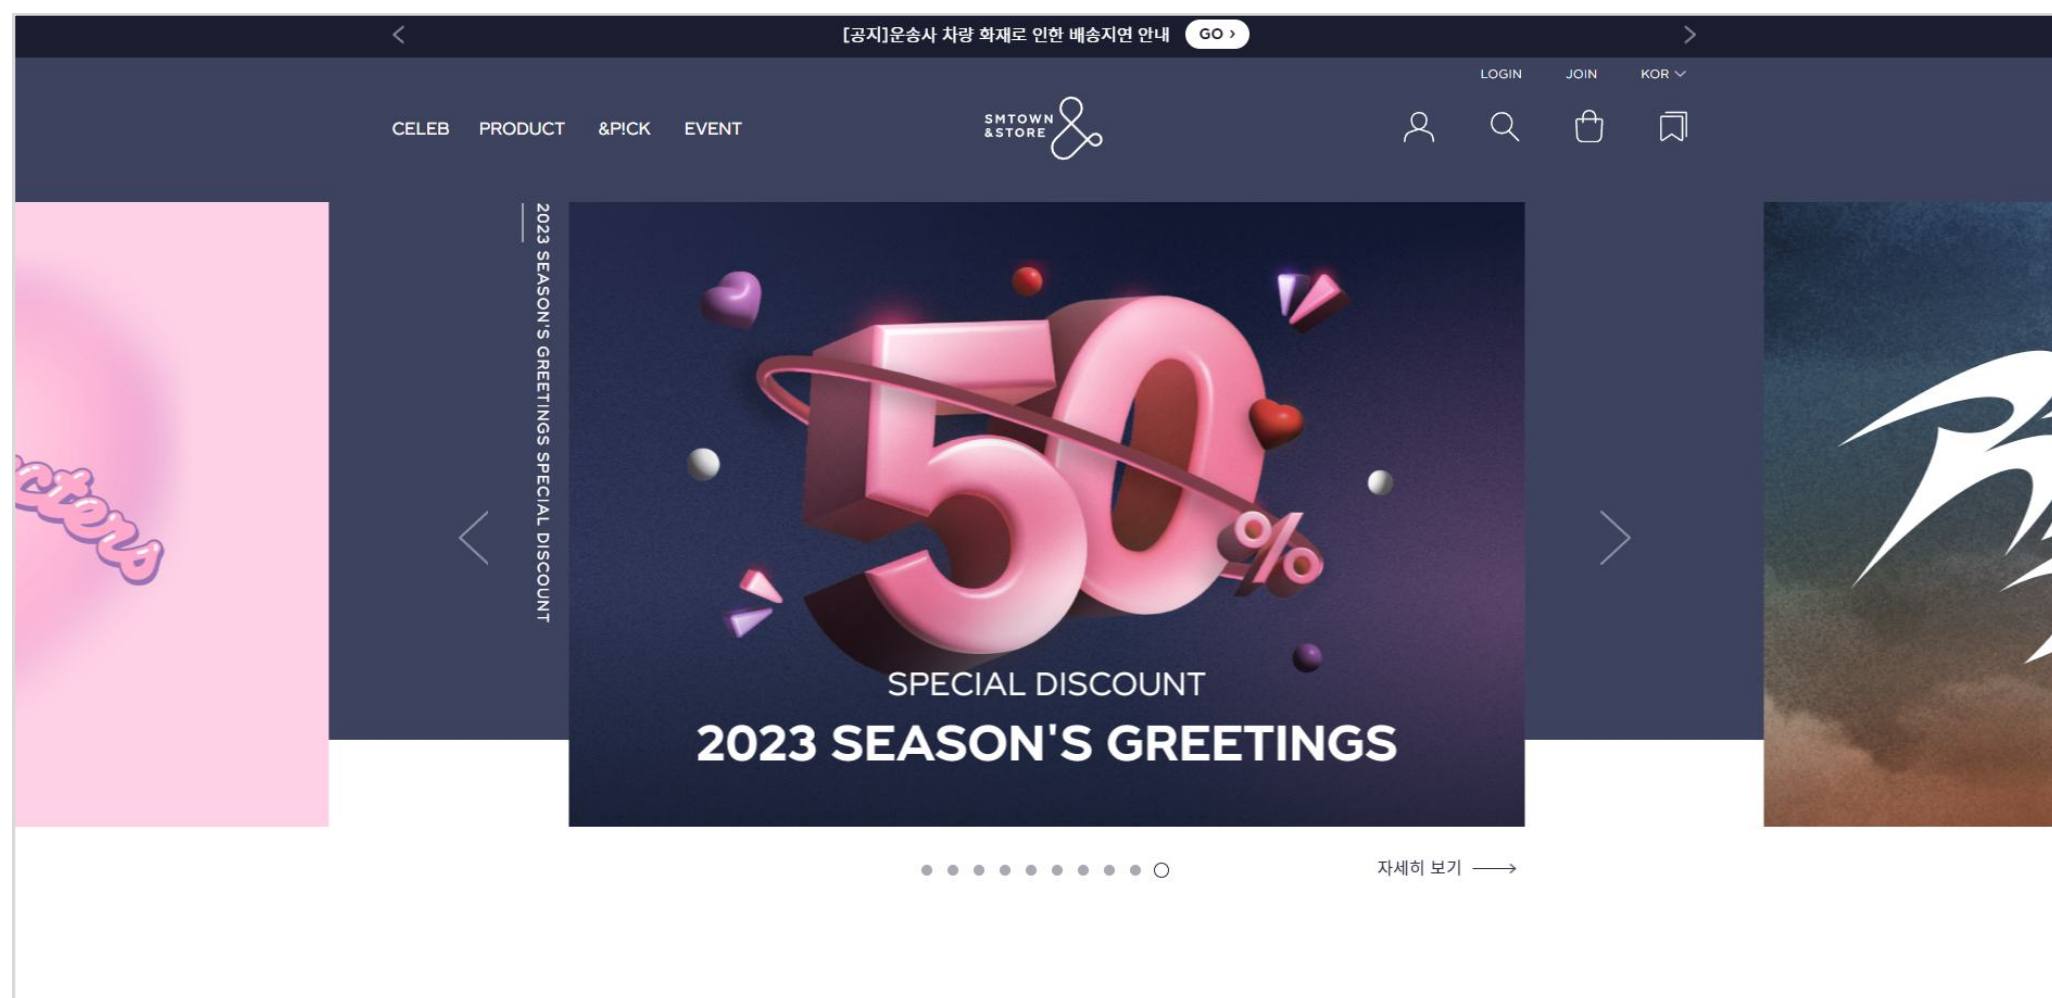 [공지]운송사 차량 화재로 인한 배송지연 안내 GO ›
LOGIN JOIN KOR
CELEB PRODUCT &P!CK EVENT
SMTOWN
&STORE
2023 SEASON'S GREETINGS SPECIAL DISCOUNT
cters
50%
SPECIAL DISCOUNT
2023 SEASON'S GREETINGS
자세히 보기